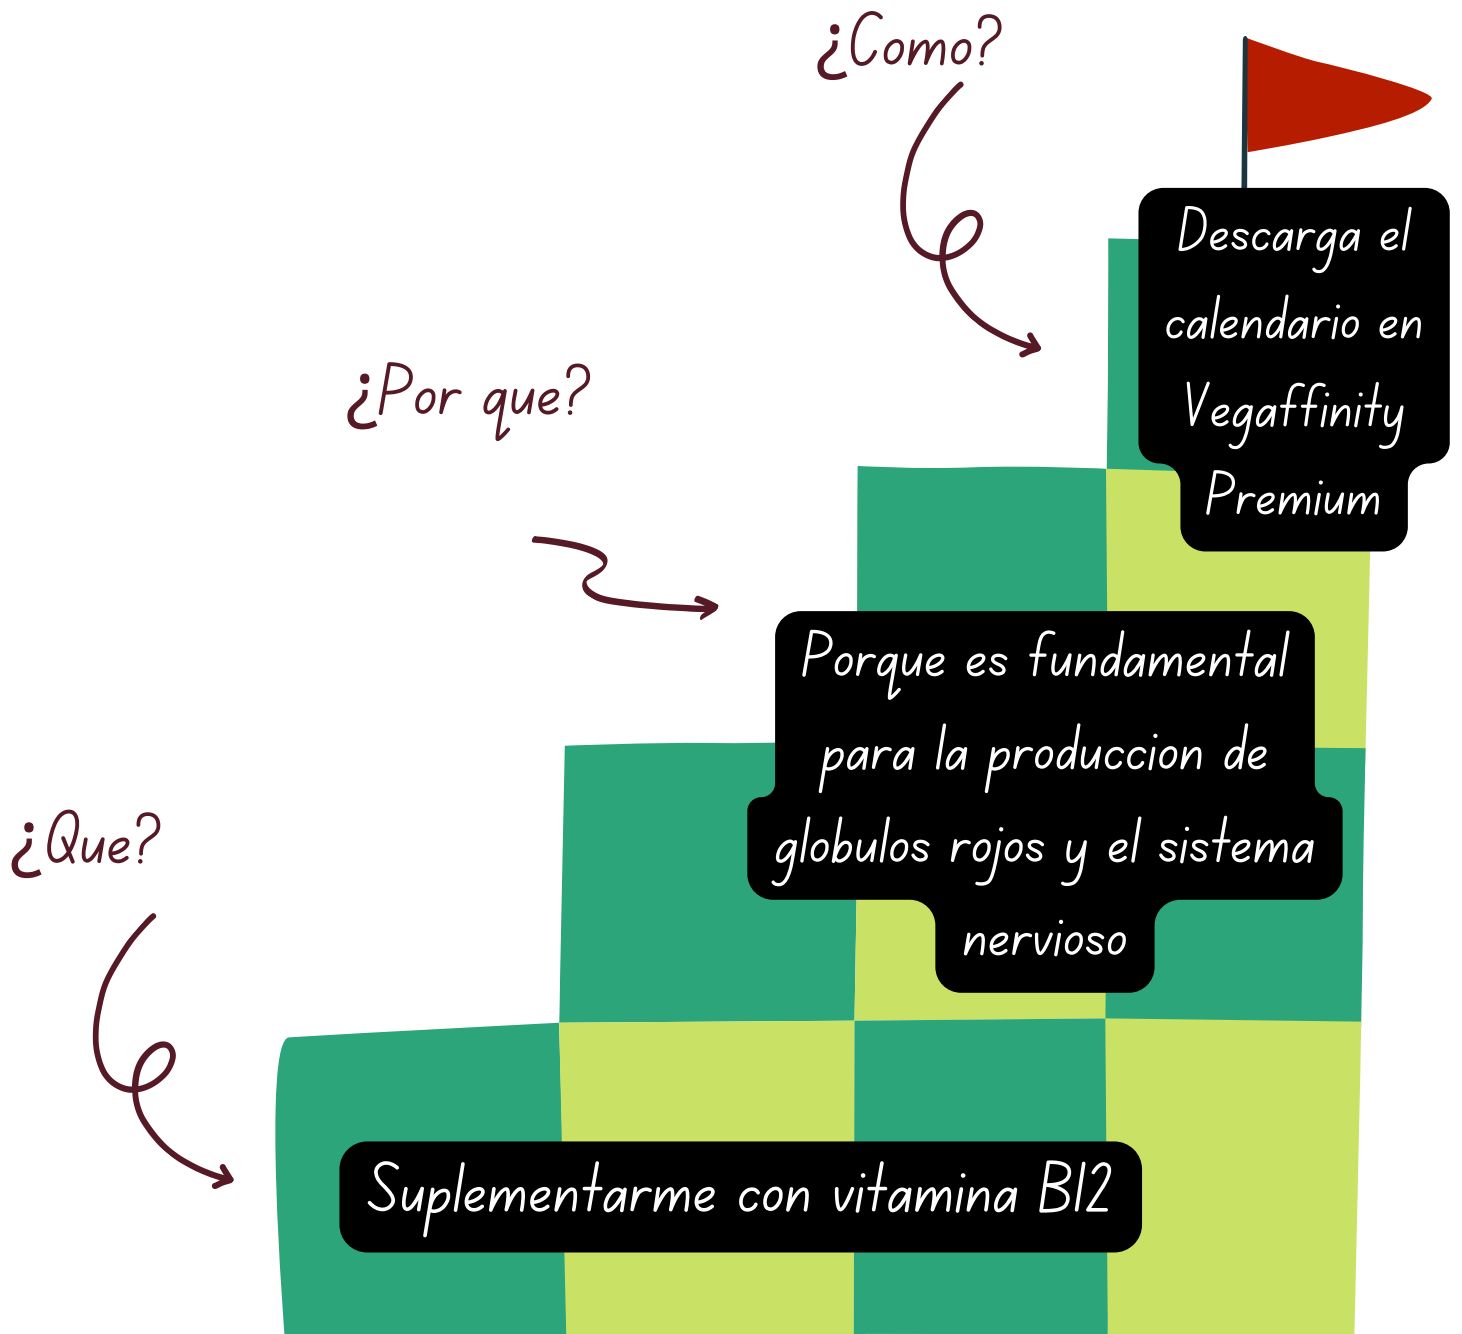 ¿Como?
Descarga el
calendario en
Vegaffinity
Premium
¿Por que?
Porque es fundamental
para la produccion de
globulos rojos y el sistema
nervioso
¿Que?
Suplementarme con vitamina B12